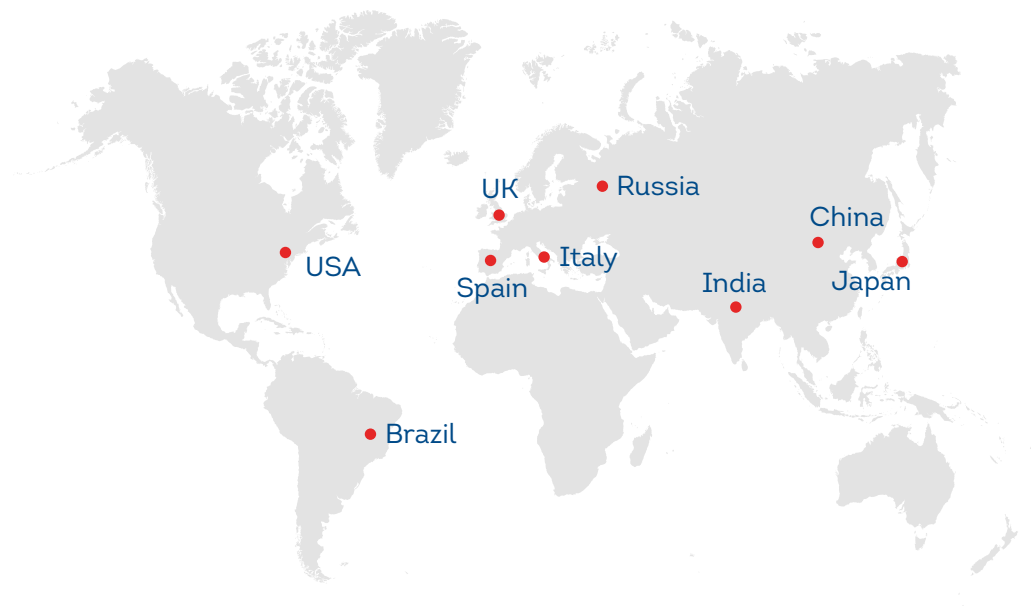 UK
Russia
China
USA
Italy
Spain
India
Japan
Brazil